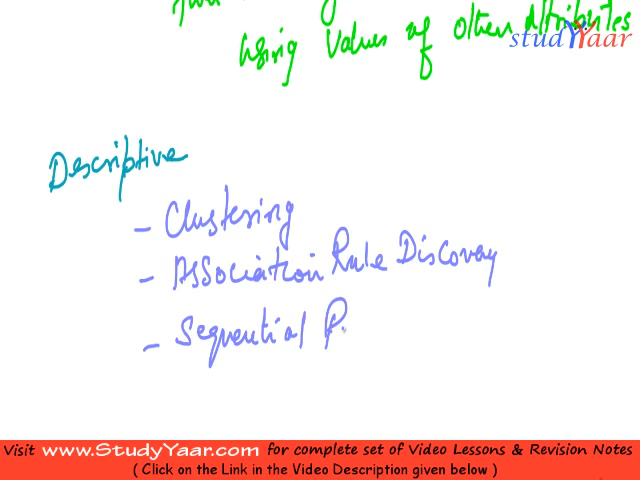 using values of other attributes
studYYaar
Descriptive
- Clustering
- Association Rule Discovery
- Sequential P
Visit www.StudyYaar.com for complete set of Video Lessons & Revision Notes
( Click on the Link in the Video Description given below )